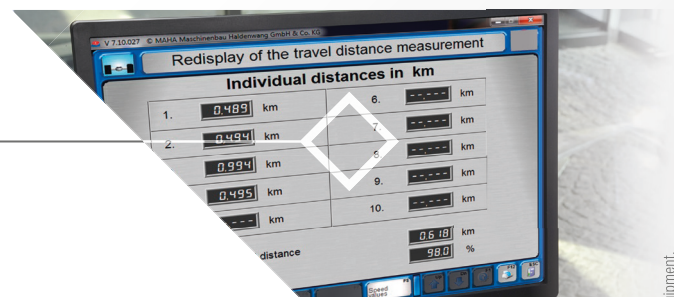 V 7.10.027 © MAHA Maschinenbau Haldenwang GmbH & Co. KG
Redisplay of the travel distance measurement
Individual distances in km
1. 0.489 km
2. 0.494 km
0.994 km
0.495 km
--- km
6. --.--- km
7. --.--- km
8. --.--- km
9. --.--- km
10. --.--- km
distance 0.618 km
98.0 %
Speed
values